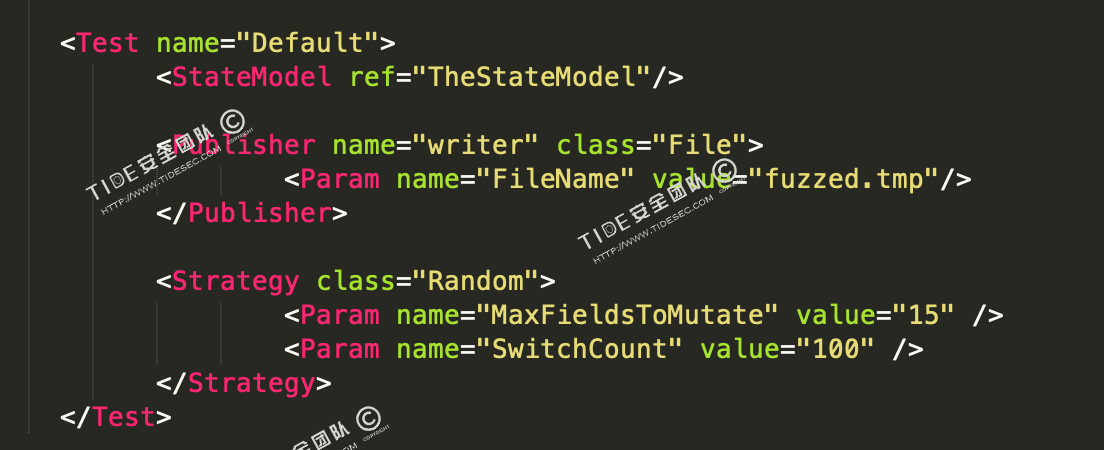 <Test name="Default">
<StateModel ref="TheStateModel"/>
<Publisher name="writer" class="File">
<Param name="FileName" value="fuzzed.tmp"/>
</Publisher>
<Strategy class="Random">
<Param name="MaxFieldsToMutate" value="15" />
<Param name="SwitchCount" value="100" />
</Strategy>
</Test>
TIDE安全团队 © COPYRIGHT
HTTP://WWW.TIDESEC.COM
TIDE安全团队 ©
HTTP://WWW.TIDESEC.COM
安全团队 © COPYRIGHT
.COM